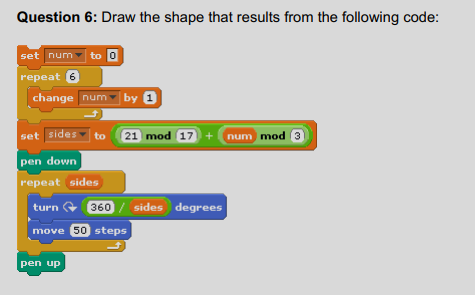 Question 6: Draw the shape that results from the following code:
set num to 0
repeat 6
change num by 1
set sides to 21 mod 17 + num mod 3
pen down
repeat sides
turn 360 / sides degrees
move 50 steps
pen up